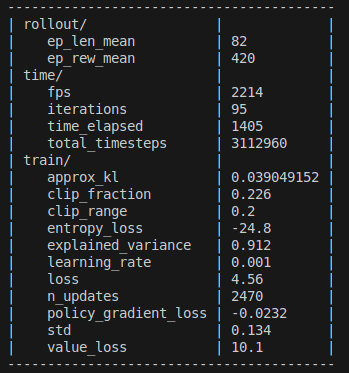 -----------------------------------------
| rollout/                |             |
|    ep_len_mean          | 82          |
|    ep_rew_mean          | 420         |
| time/                   |             |
|    fps                  | 2214        |
|    iterations           | 95          |
|    time_elapsed         | 1405        |
|    total_timesteps      | 3112960     |
| train/                  |             |
|    approx_kl            | 0.039049152 |
|    clip_fraction        | 0.226       |
|    clip_range           | 0.2         |
|    entropy_loss         | -24.8       |
|    explained_variance   | 0.912       |
|    learning_rate        | 0.001       |
|    loss                 | 4.56        |
|    n_updates            | 2470        |
|    policy_gradient_loss | -0.0232     |
|    std                  | 0.134       |
|    value_loss           | 10.1        |
-----------------------------------------